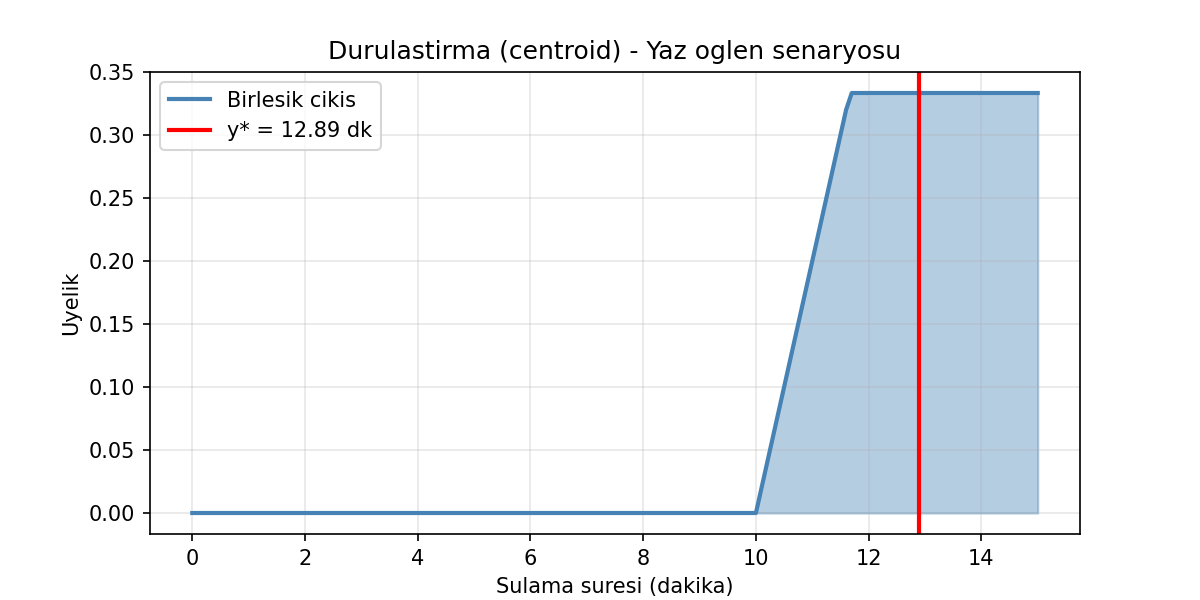 Durulastirma (centroid) - Yaz oglen senaryosu
Birlesik cikis
y* = 12.89 dk
Uyelik
0.35
0.30
0.25
0.20
0.15
0.10
0.05
0.00
0 2 4 6 8 10 12 14
Sulama suresi (dakika)